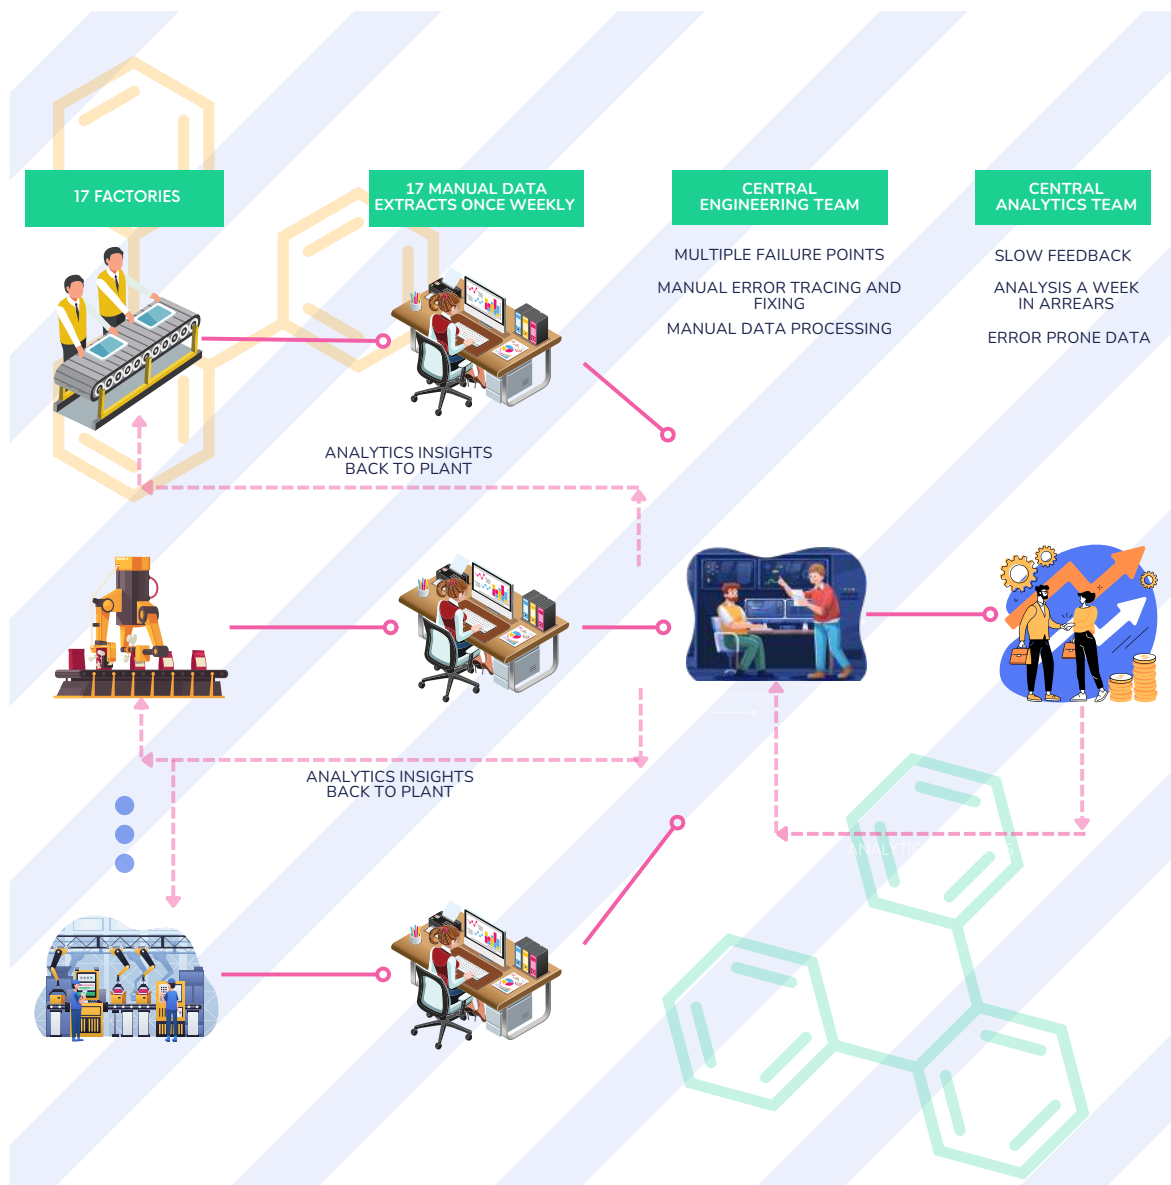 17 FACTORIES
17 MANUAL DATA
EXTRACTS ONCE WEEKLY
CENTRAL
ENGINEERING TEAM
CENTRAL
ANALYTICS TEAM
MULTIPLE FAILURE POINTS
MANUAL ERROR TRACING AND
FIXING
MANUAL DATA PROCESSING
SLOW FEEDBACK
ANALYSIS A WEEK
IN ARREARS
ERROR PRONE DATA
ANALYTICS INSIGHTS
BACK TO PLANT
ANALYTICS INSIGHTS
BACK TO PLANT